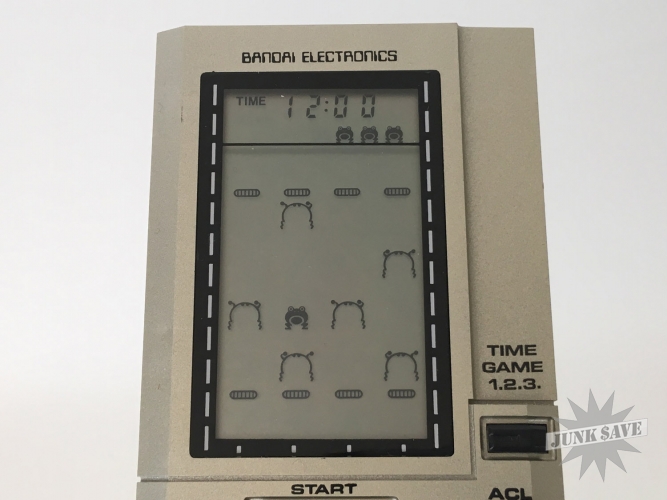 BANDAI ELECTRONICS
TIME 12:00
TIME
GAME
1.2.3.
JUNK SAVE
START
ACL